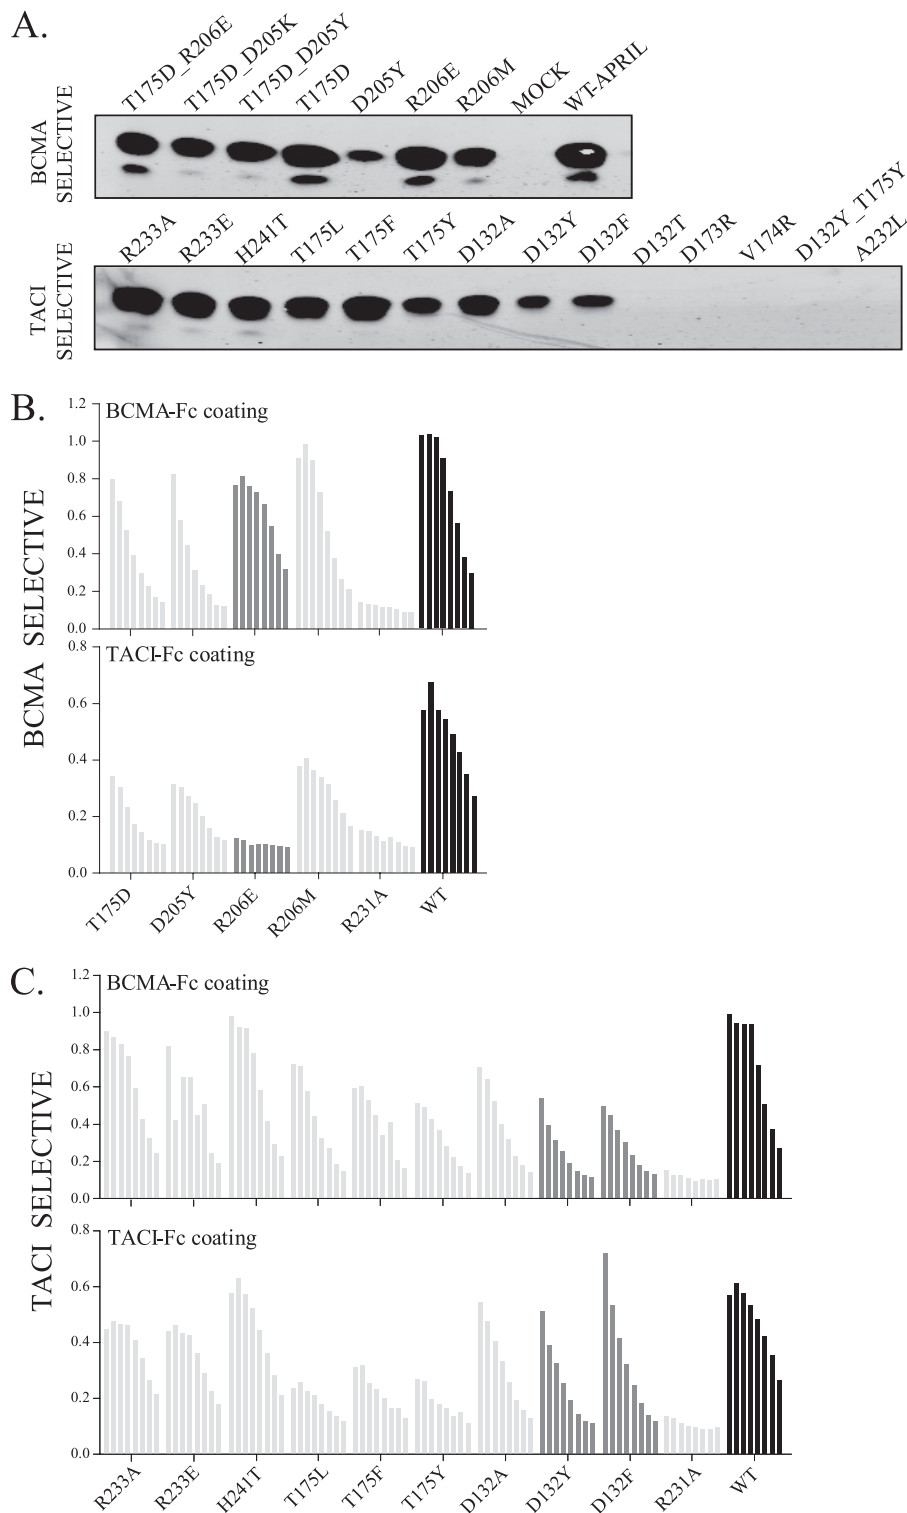 A.
T175D_R206E T175D_D205K T175D_D205Y T175D D205Y R206E R206M MOCK WT-APRIL
BCMA
SELECTIVE
R233A R233E H241T T175L T175F T175Y D132A D132Y D132F D132T D173R V174R D132Y_T175Y A232L
TACI
SELECTIVE
B.
BCMA SELECTIVE
BCMA-Fc coating
1.2
1.0
0.8
0.6
0.4
0.2
0.0
TACI-Fc coating
0.8
0.6
0.4
0.2
0.0
T175D D205Y R206E R206M R231A WT
C.
TACI SELECTIVE
BCMA-Fc coating
1.2
1.0
0.8
0.6
0.4
0.2
0.0
TACI-Fc coating
0.8
0.6
0.4
0.2
0.0
R233A R233E H241T T175L T175F T175Y D132A D132Y D132F R231A WT